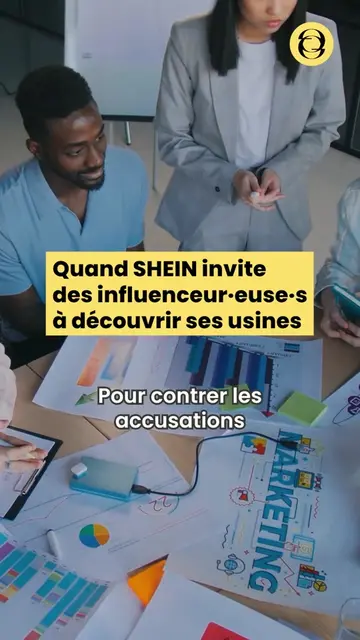 Quand SHEIN invite
des influenceur·euse·s
à découvrir ses usines
Pour contrer les
accusations
MARKETING